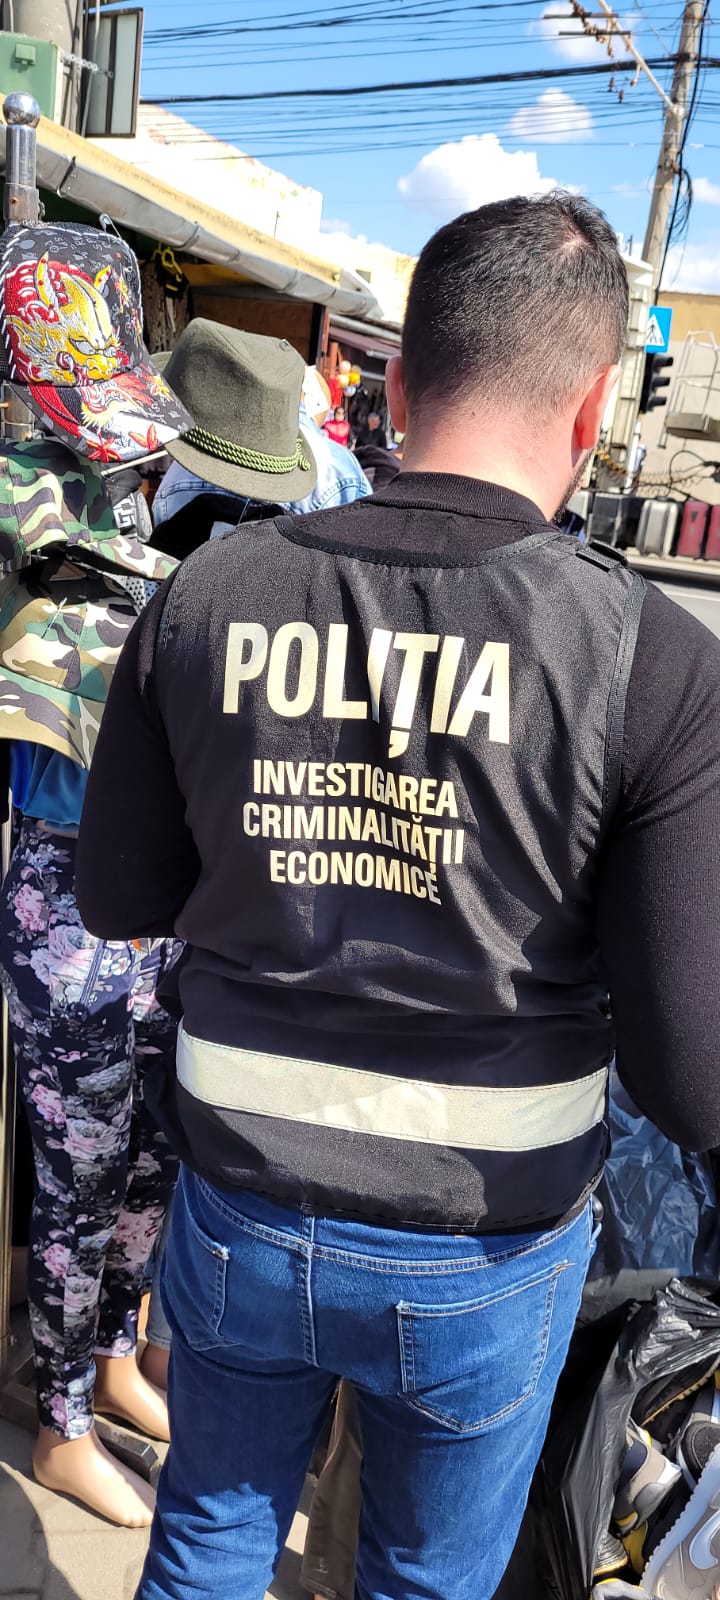 POLIȚIA
INVESTIGAREA
CRIMINALITĂȚII
ECONOMICE